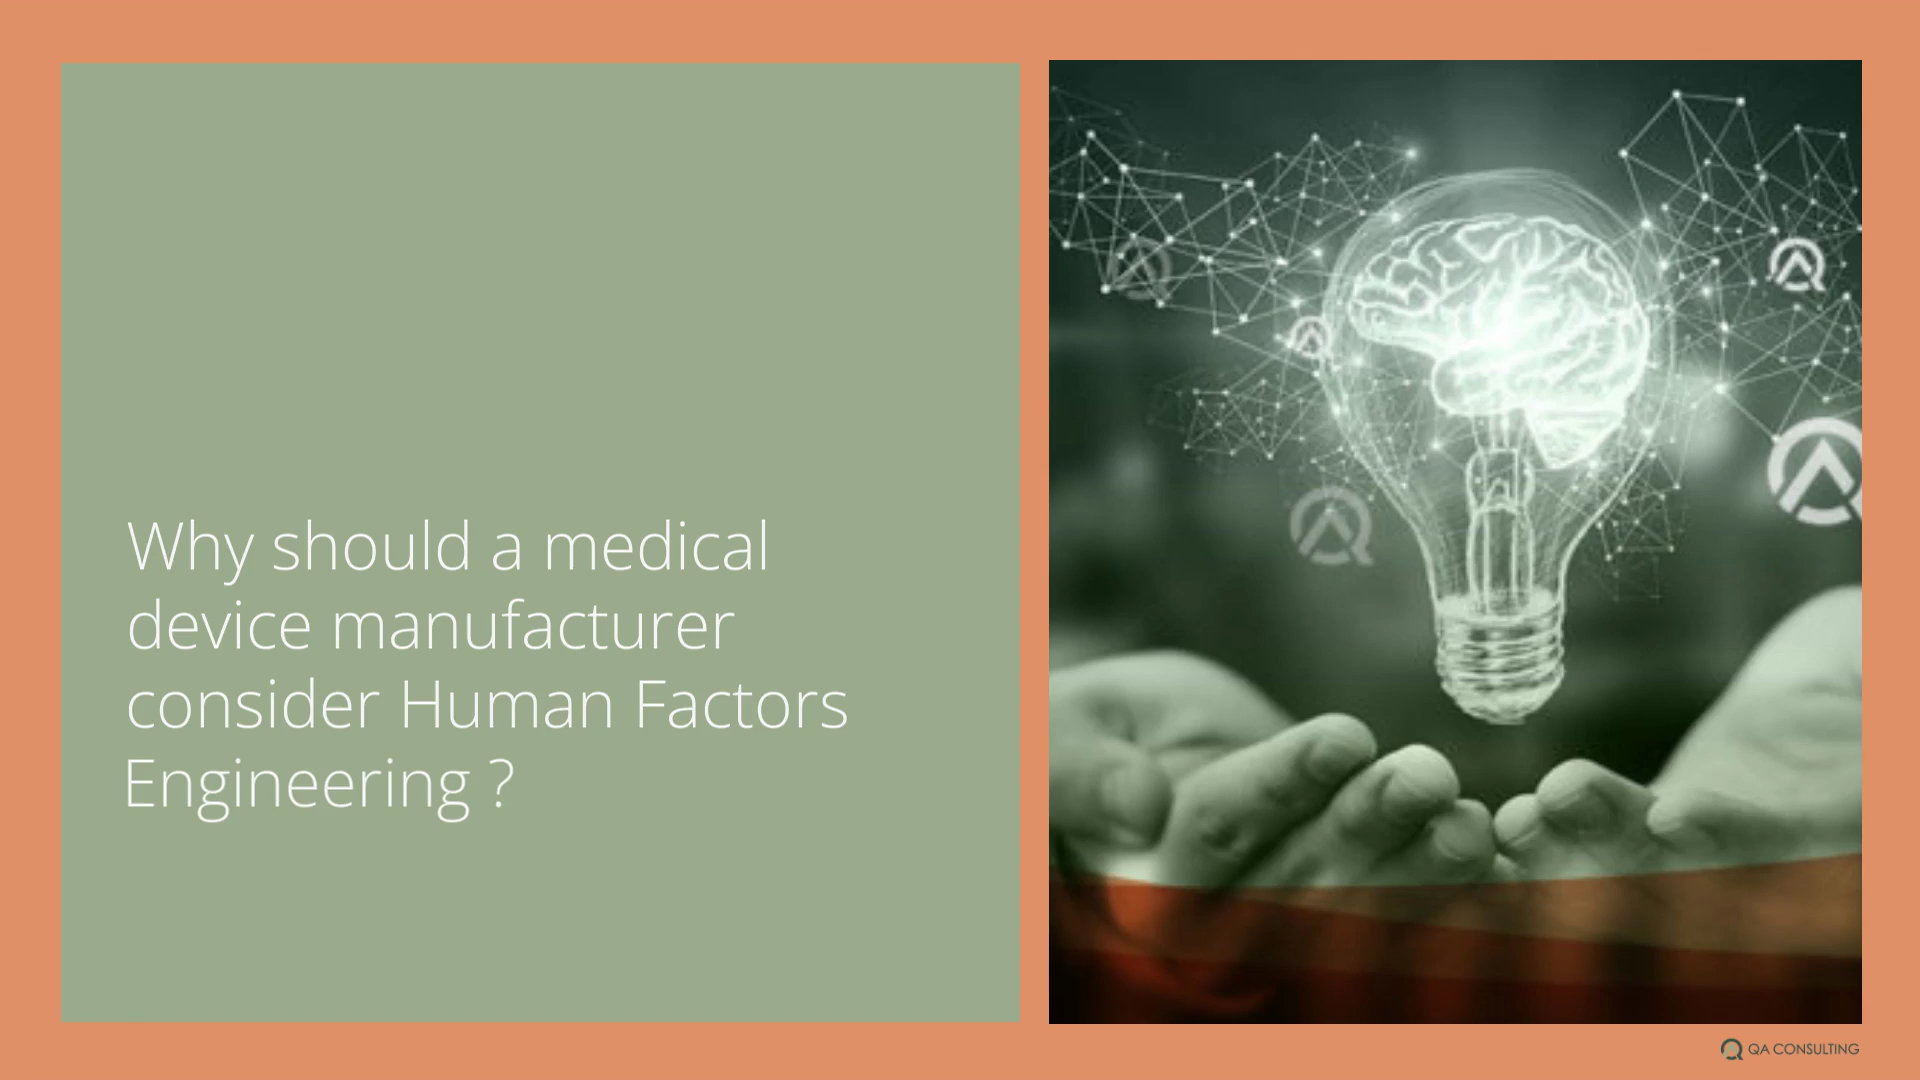 Why should a medical
device manufacturer
consider Human Factors
Engineering ?
QA CONSULTING